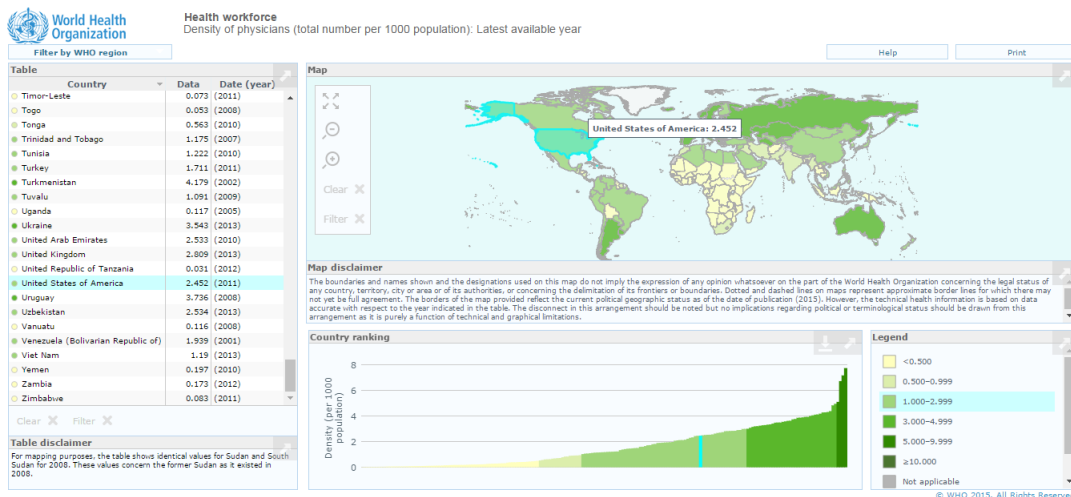 World Health
Organization
Health workforce
Density of physicians (total number per 1000 population): Latest available year
Filter by WHO region
Help
Print
Table
Country Data Date (year)
Timor-Leste 0.073 (2011)
Togo 0.053 (2008)
Tonga 0.563 (2010)
Trinidad and Tobago 1.175 (2007)
Tunisia 1.222 (2010)
Turkey 1.711 (2011)
Turkmenistan 4.179 (2002)
Tuvalu 1.091 (2009)
Uganda 0.117 (2005)
Ukraine 3.543 (2013)
United Arab Emirates 2.533 (2010)
United Kingdom 2.809 (2013)
United Republic of Tanzania 0.031 (2012)
United States of America 2.452 (2011)
Uruguay 3.736 (2008)
Uzbekistan 2.534 (2013)
Vanuatu 0.116 (2008)
Venezuela (Bolivarian Republic of) 1.939 (2001)
Viet Nam 1.19 (2013)
Yemen 0.197 (2010)
Zambia 0.173 (2012)
Zimbabwe 0.083 (2011)
Clear Filter
Table disclaimer
For mapping purposes, the table shows identical values for Sudan and South
Sudan for 2008. These values concern the former Sudan as it existed in
2008.
Map
Clear
Filter
United States of America: 2.452
Map disclaimer
The boundaries and names shown and the designations used on this map do not imply the expression of any opinion whatsoever on the part of the World Health Organization concerning the legal status of
any country, territory, city or area or of its authorities, or concerning the delimitation of its frontiers or boundaries. Dotted and dashed lines on maps represent approximate border lines for which there may
not yet be full agreement. The borders of the map provided reflect the current political geographic status as of the date of publication (2015). However, the technical health information is based on data
accurate with respect to the year indicated in the table. The disconnect in this arrangement should be noted but no implications regarding political or terminological status should be drawn from this
arrangement as it is purely a function of technical and graphical limitations.
Country ranking
Density (per 1000
population)
8
6
4
2
0
Legend
<0.500
0.500–0.999
1.000–2.999
3.000–4.999
5.000–9.999
≥10.000
Not applicable
© WHO 2015. All Rights Reserve